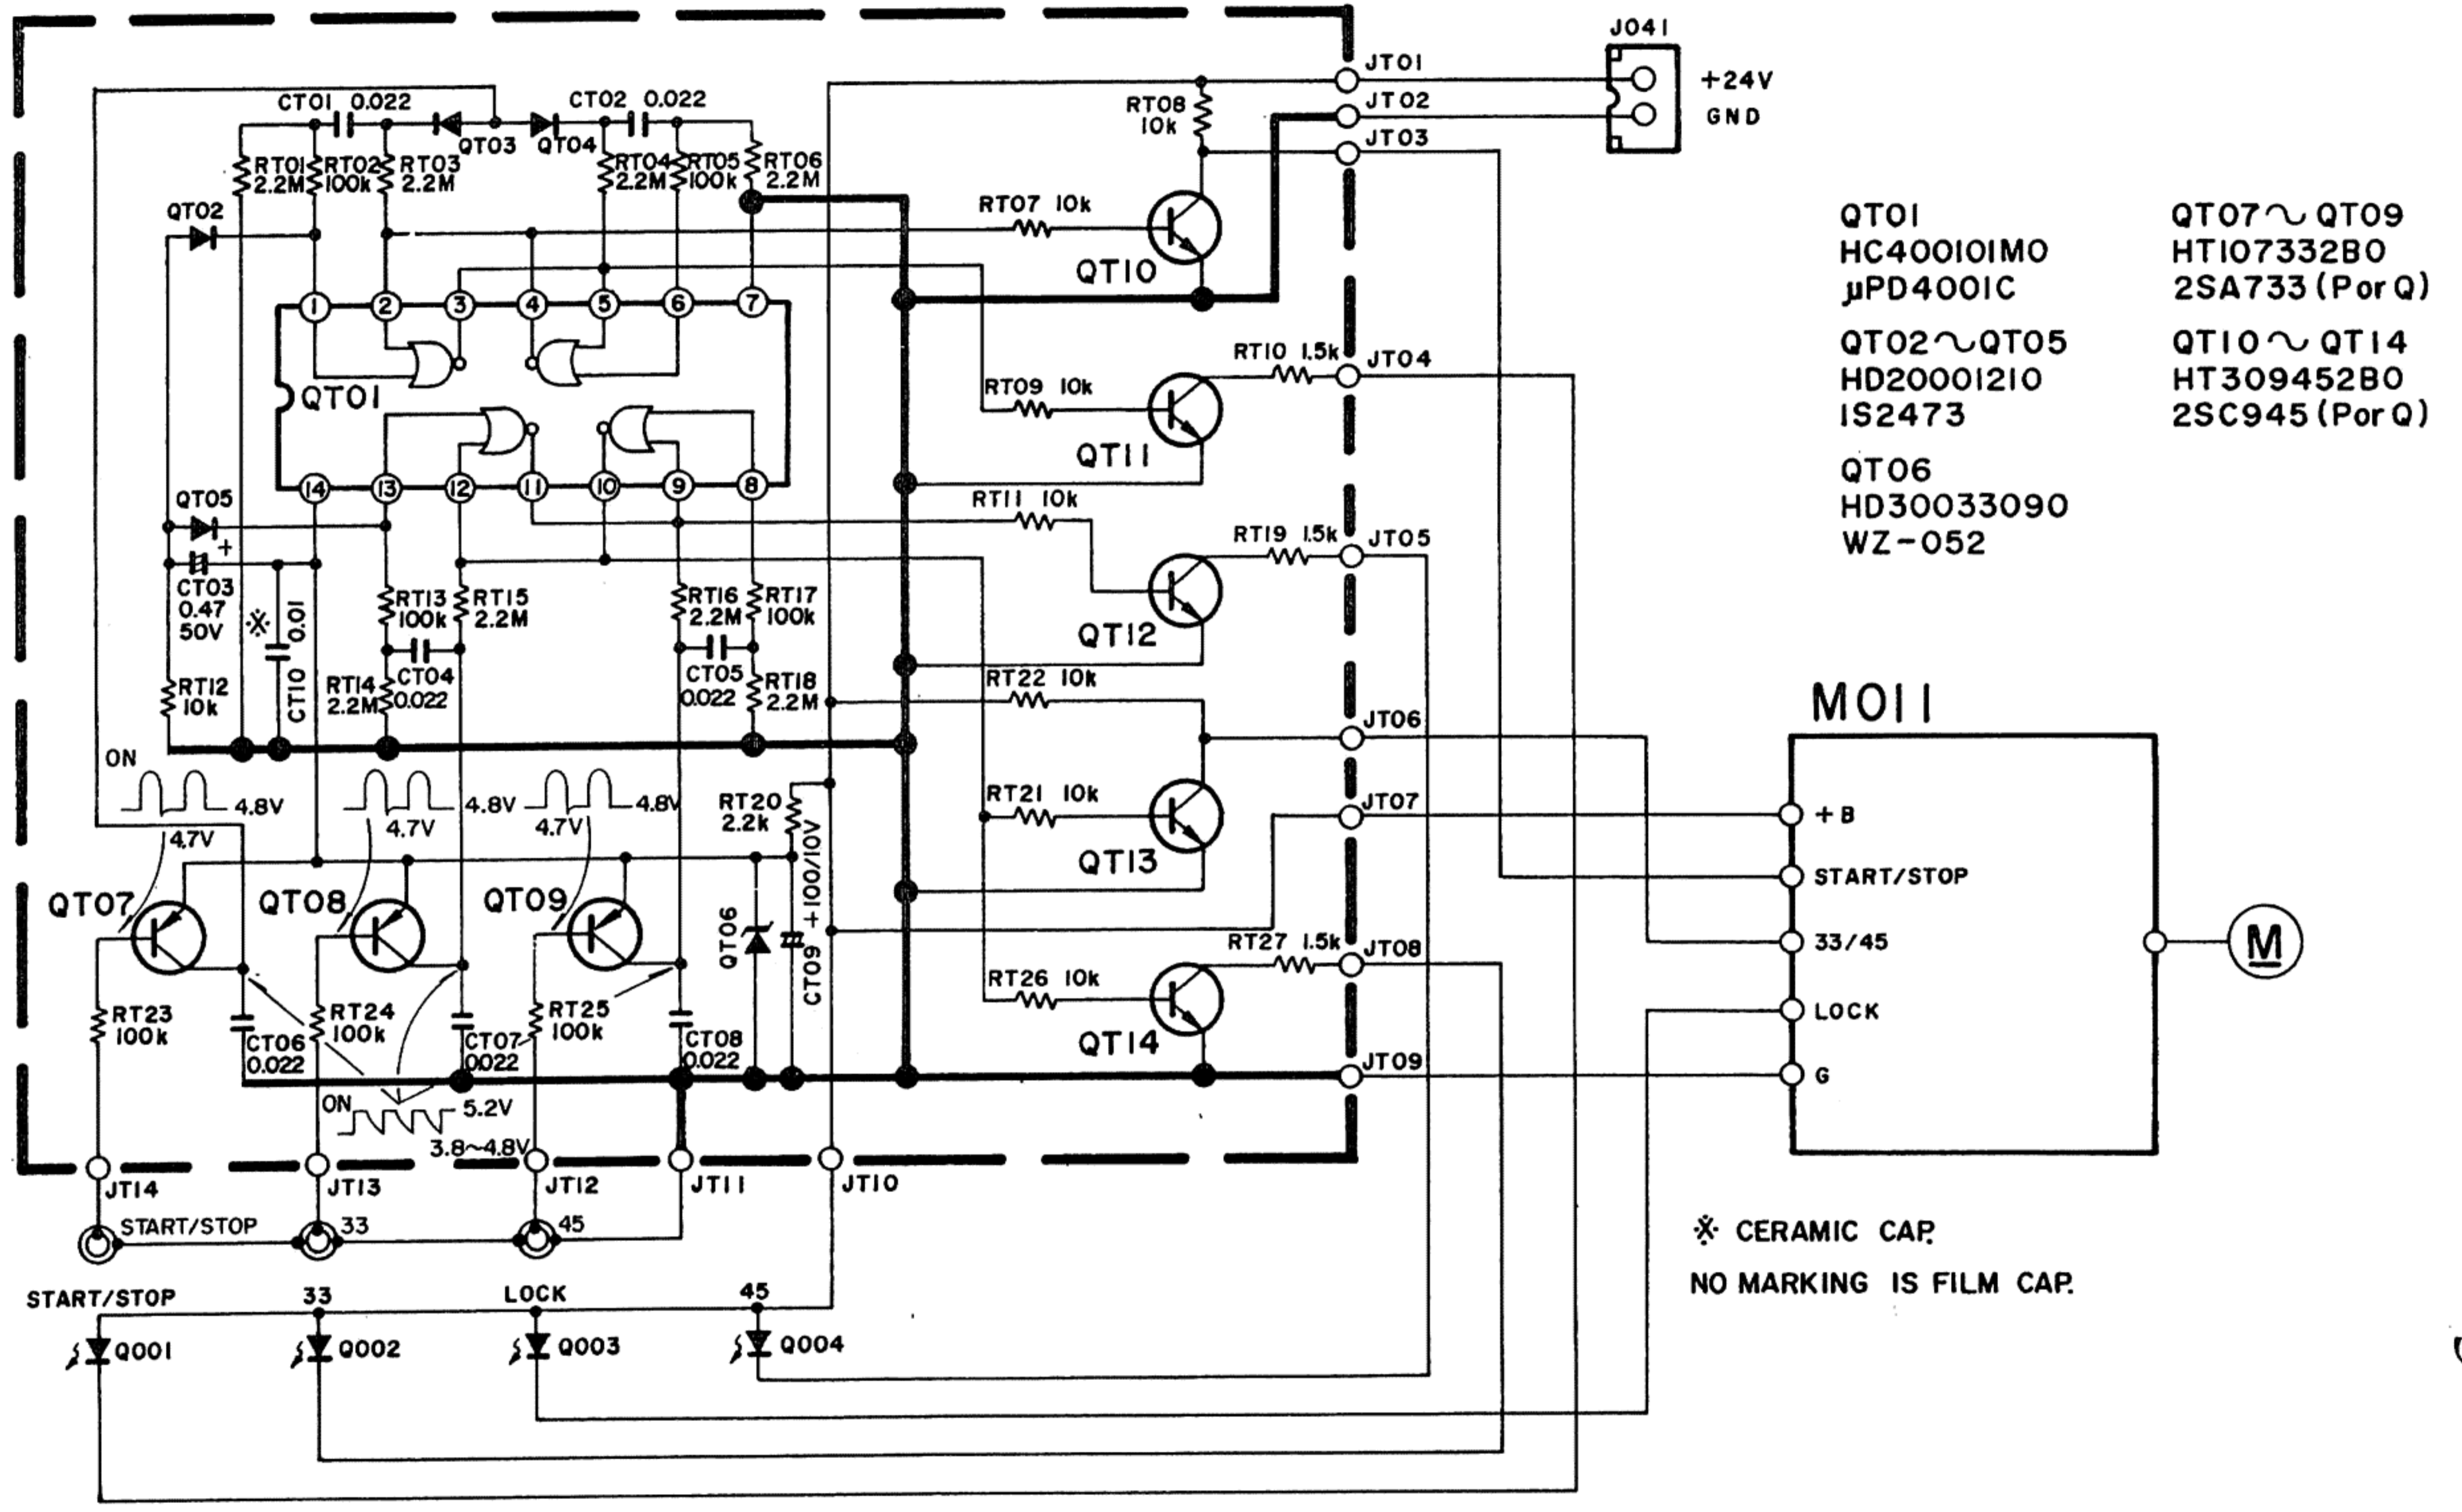 J041
JT01
+24V
CT01 0.022
CT02 0.022
RT08
10k
JT02
GND
JT03
QT03
QT04
RT01
2.2M
RT02
100k
RT03
2.2M
RT04
2.2M
RT05
100k
RT06
2.2M
QT02
RT07 10k
QT10
QT01
HC400101M0
μPD4001C
QT07～QT09
HT107332B0
2SA733 (P or Q)
QT02～QT05
HD20001210
1S2473
QT10～QT14
HT309452B0
2SC945 (P or Q)
QT06
HD30033090
WZ-052
1
2
3
4
5
6
7
QT01
14
13
12
11
10
9
8
RT10 1.5k
JT04
RT09 10k
QT11
QT05
+
CT03
0.47
50V
※
CT10 0.01
RT11 10k
RT19 1.5k
JT05
RT13
100k
RT15
2.2M
RT16
2.2M
RT17
100k
QT12
RT12
10k
RT14
2.2M
CT04
0.022
CT05
0.022
RT18
2.2M
RT22 10k
JT06
M011
ON
4.8V
4.7V
4.8V
4.7V
4.8V
4.7V
RT20
2.2k
RT21 10k
JT07
+B
QT13
START/STOP
QT07
QT08
QT09
QT06
CT09 +100/10V
33/45
M
RT27 1.5k
JT08
RT26 10k
LOCK
RT23
100k
RT24
100k
RT25
100k
CT06
0.022
CT07
0.022
CT08
0.022
QT14
JT09
G
ON
5.2V
3.8～4.8V
JT14
JT13
JT12
JT11
JT10
START/STOP
33
45
※ CERAMIC CAP.
NO MARKING IS FILM CAP.
START/STOP
33
LOCK
45
Q001
Q002
Q003
Q004